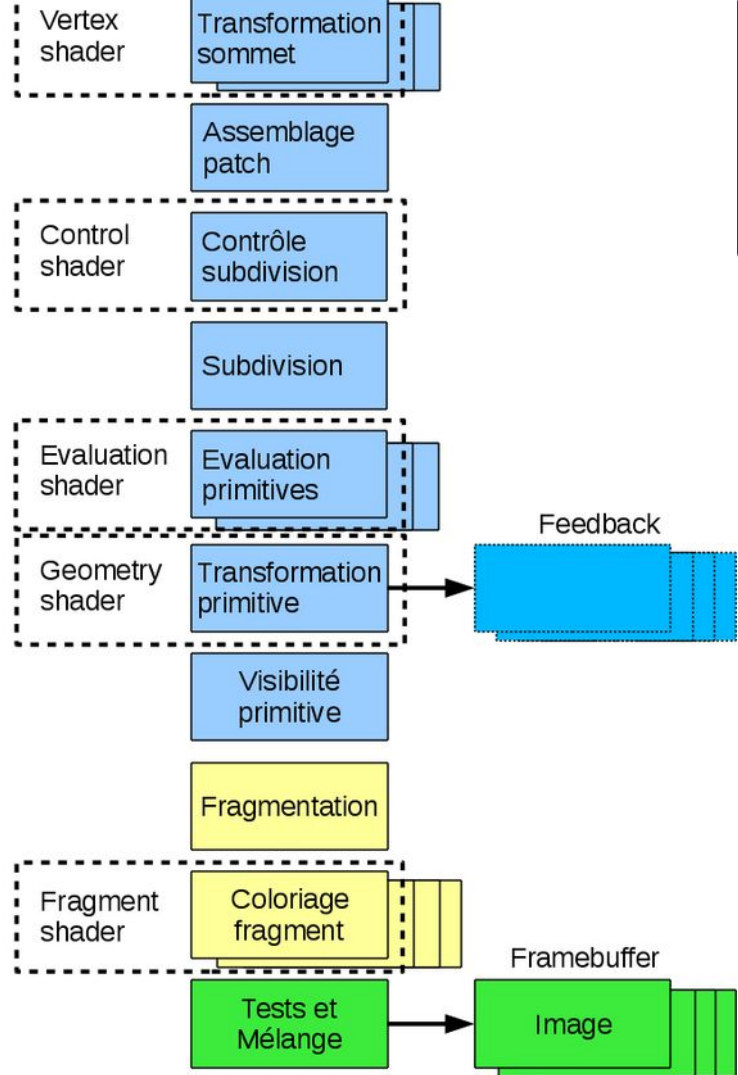 Vertex
shader
Transformation
sommet
Assemblage
patch
Control
shader
Contrôle
subdivision
Subdivision
Evaluation
shader
Evaluation
primitives
Feedback
Geometry
shader
Transformation
primitive
Visibilité
primitive
Fragmentation
Fragment
shader
Coloriage
fragment
Framebuffer
Tests et
Mélange
Image